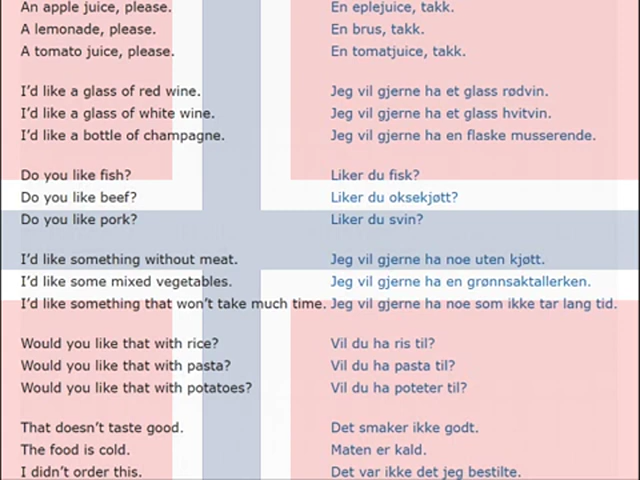 An apple juice, please. En eplejuice, takk.
A lemonade, please. En brus, takk.
A tomato juice, please. En tomatjuice, takk.
I'd like a glass of red wine. Jeg vil gjerne ha et glass rødvin.
I'd like a glass of white wine. Jeg vil gjerne ha et glass hvitvin.
I'd like a bottle of champagne. Jeg vil gjerne ha en flaske musserende.
Do you like fish? Liker du fisk?
Do you like beef? Liker du oksekjøtt?
Do you like pork? Liker du svin?
I'd like something without meat. Jeg vil gjerne ha noe uten kjøtt.
I'd like some mixed vegetables. Jeg vil gjerne ha en grønnsaktallerken.
I'd like something that won't take much time. Jeg vil gjerne ha noe som ikke tar lang tid.
Would you like that with rice? Vil du ha ris til?
Would you like that with pasta? Vil du ha pasta til?
Would you like that with potatoes? Vil du ha poteter til?
That doesn't taste good. Det smaker ikke godt.
The food is cold. Maten er kald.
I didn't order this. Det var ikke det jeg bestilte.